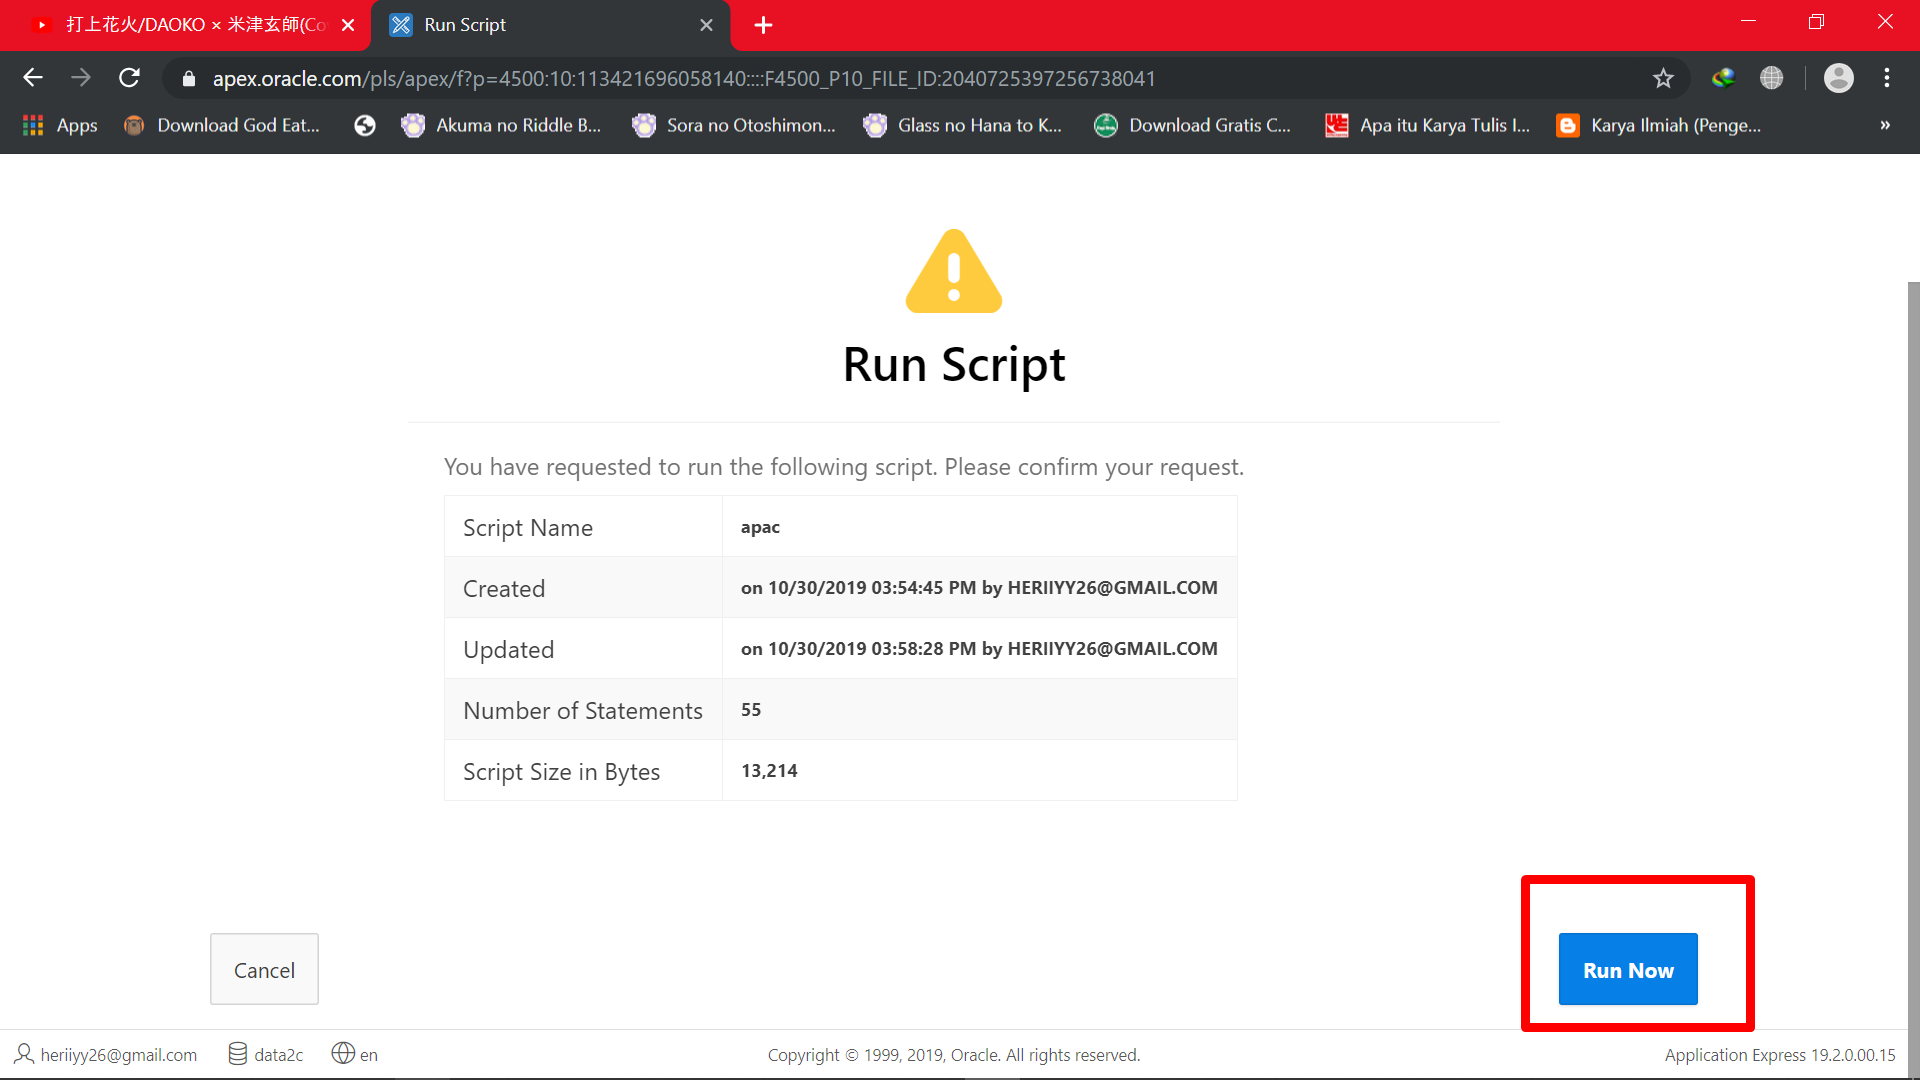 打上花火/DAOKO × 米津玄師(Co
Run Script
apex.oracle.com/pls/apex/f?p=4500:10:113421696058140::::F4500_P10_FILE_ID:2040725397256738041
Apps
Download God Eat...
Akuma no Riddle B...
Sora no Otoshimon...
Glass no Hana to K...
Download Gratis C...
Apa itu Karya Tulis I...
Karya Ilmiah (Penge...
»
Run Script
You have requested to run the following script. Please confirm your request.
Script Name apac
Created on 10/30/2019 03:54:45 PM by HERIIYY26@GMAIL.COM
Updated on 10/30/2019 03:58:28 PM by HERIIYY26@GMAIL.COM
Number of Statements 55
Script Size in Bytes 13,214
Cancel
Run Now
heriiyy26@gmail.com data2c en
Copyright © 1999, 2019, Oracle. All rights reserved.
Application Express 19.2.0.00.15